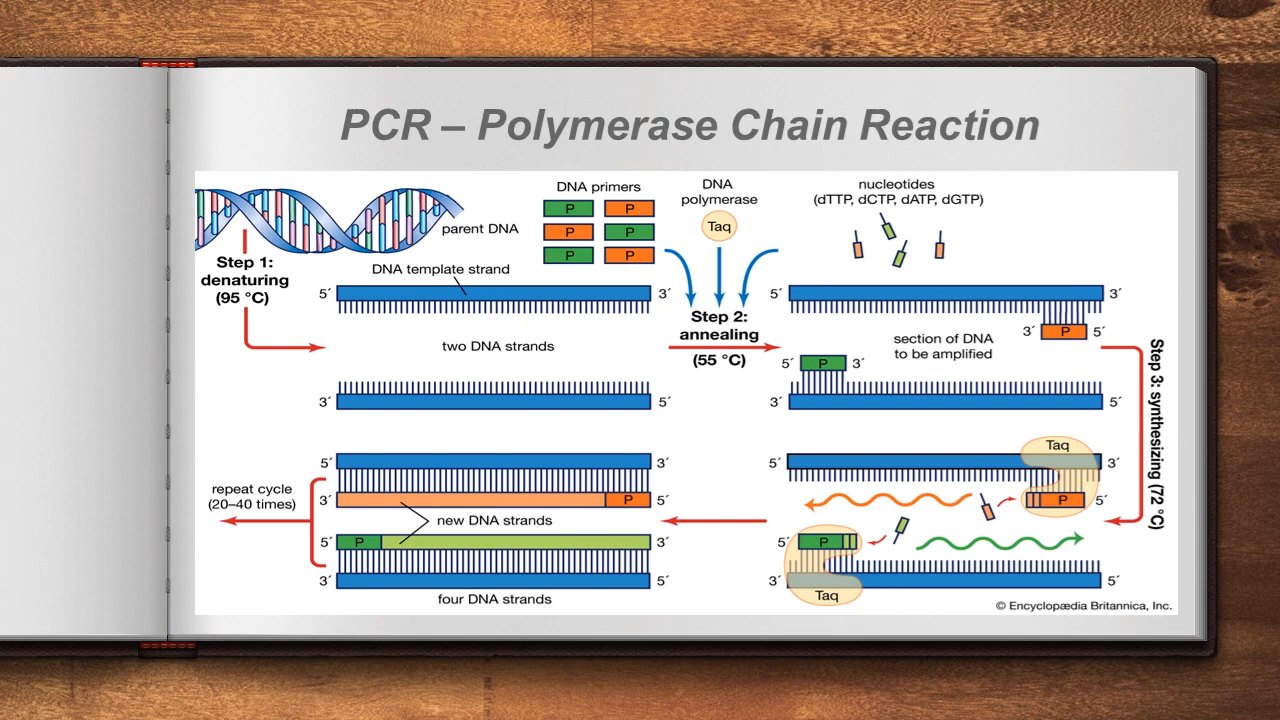 PCR – Polymerase Chain Reaction
DNA primers
P P
P P
P P
DNA
polymerase
Taq
nucleotides
(dTTP, dCTP, dATP, dGTP)
parent DNA
Step 1:
denaturing
(95 °C)
DNA template strand
5´ 3´
two DNA strands
3´ 5´
Step 2:
annealing
(55 °C)
5´ 3´
3´ P 5´
section of DNA
to be amplified
5´ P 3´
3´ 5´
Step 3: synthesizing (72 °C)
Taq
5´ 3´
P 5´
5´ P
3´ 5´
Taq
5´ 3´
3´ P 5´
new DNA strands
5´ P 3´
3´ 5´
four DNA strands
repeat cycle
(20–40 times)
© Encyclopædia Britannica, Inc.